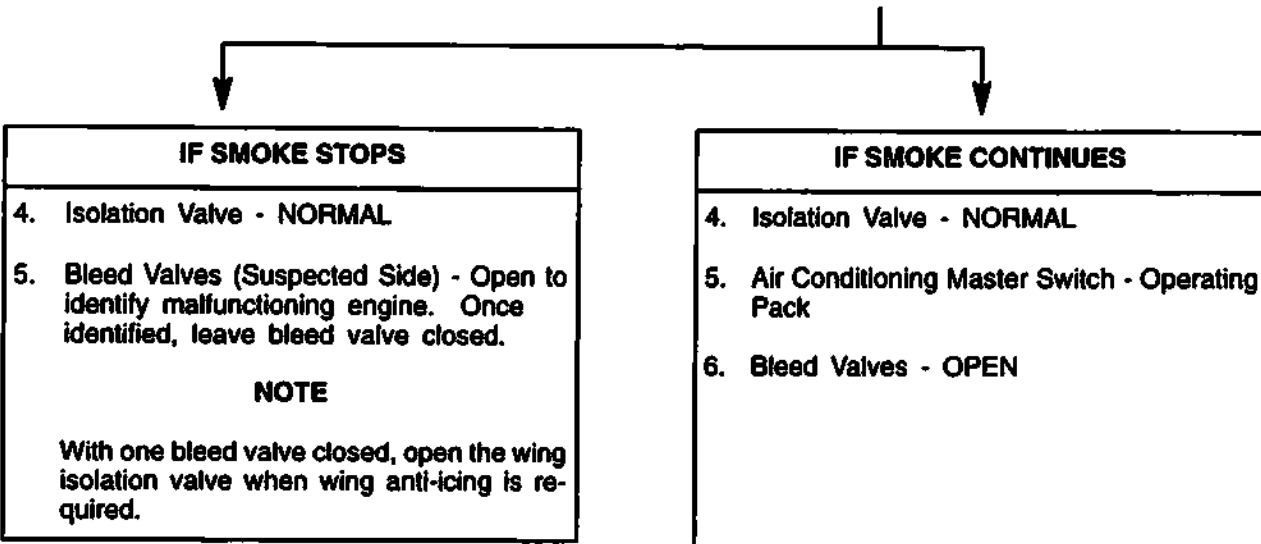 IF SMOKE STOPS
4. Isolation Valve - NORMAL
5. Bleed Valves (Suspected Side) - Open to
identify malfunctioning engine. Once
identified, leave bleed valve closed.
NOTE
With one bleed valve closed, open the wing
isolation valve when wing anti-icing is re-
quired.
IF SMOKE CONTINUES
4. Isolation Valve - NORMAL
5. Air Conditioning Master Switch - Operating
Pack
6. Bleed Valves - OPEN